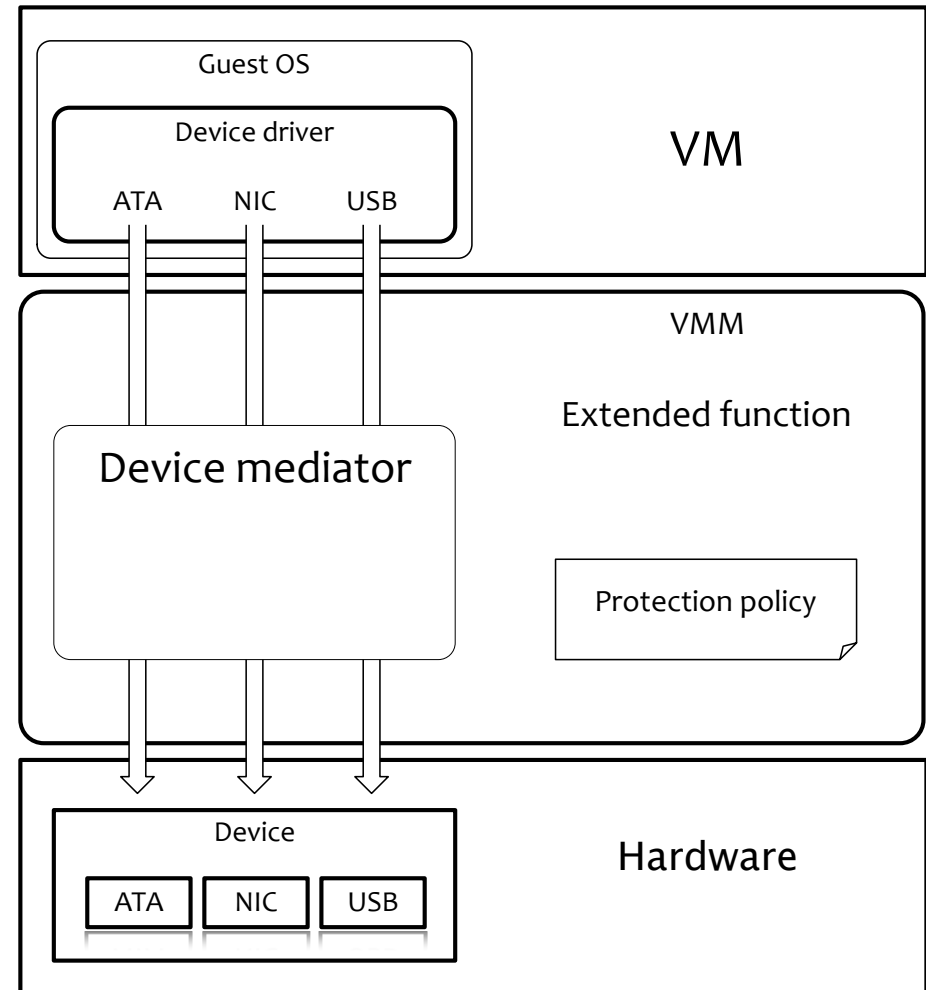 Guest OS
Device driver
ATA NIC USB
VM
VMM
Extended function
Device mediator
Protection policy
Device
ATA NIC USB
Hardware